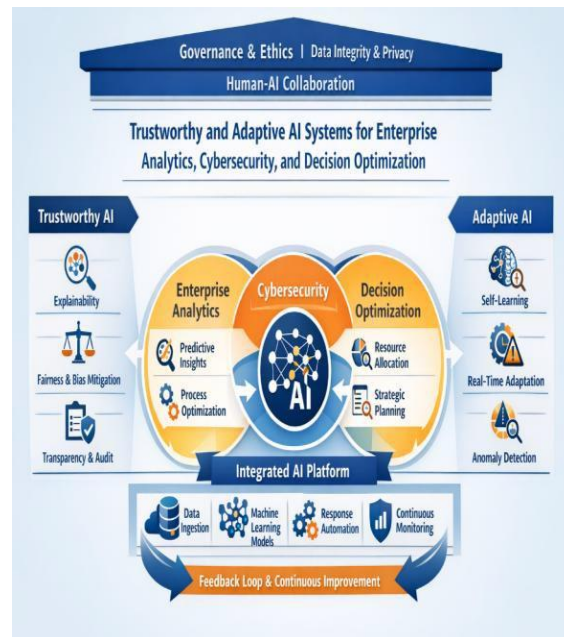 Governance & Ethics | Data Integrity & Privacy
Human-AI Collaboration
Trustworthy and Adaptive AI Systems for Enterprise
Analytics, Cybersecurity, and Decision Optimization
Trustworthy AI
Explainability
Fairness & Bias Mitigation
Transparency & Audit
Enterprise
Analytics
Predictive
Insights
Process
Optimization
Cybersecurity
AI
Decision
Optimization
Resource
Allocation
Strategic
Planning
Adaptive AI
Self-Learning
Real-Time Adaptation
Anomaly Detection
Integrated AI Platform
Data
Ingestion
Machine
Learning
Models
Response
Automation
Continuous
Monitoring
Feedback Loop & Continuous Improvement